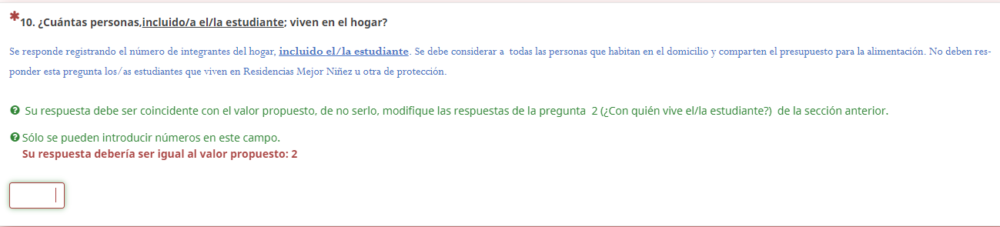 *10. ¿Cuántas personas,incluido/a el/la estudiante; viven en el hogar?
Se responde registrando el número de integrantes del hogar, incluido el/la estudiante. Se debe considerar a todas las personas que habitan en el domicilio y comparten el presupuesto para la alimentación. No deben res-
ponder esta pregunta los/as estudiantes que viven en Residencias Mejor Niñez u otra de protección.
? Su respuesta debe ser coincidente con el valor propuesto, de no serlo, modifique las respuestas de la pregunta 2 (¿Con quién vive el/la estudiante?) de la sección anterior.
? Sólo se pueden introducir números en este campo.
Su respuesta debería ser igual al valor propuesto: 2